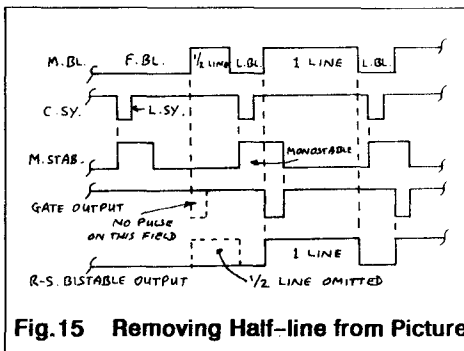 M.BL. F.BL. 1/2 LINE L.BL. 1 LINE L.BL.
C.SY. L.SY.
M.STAB. MONOSTABLE
GATE OUTPUT
NO PULSE
ON THIS FIELD
1 LINE
R-S. BISTABLE OUTPUT 1/2 LINE OMITTED
Fig.15 Removing Half-line from Picture